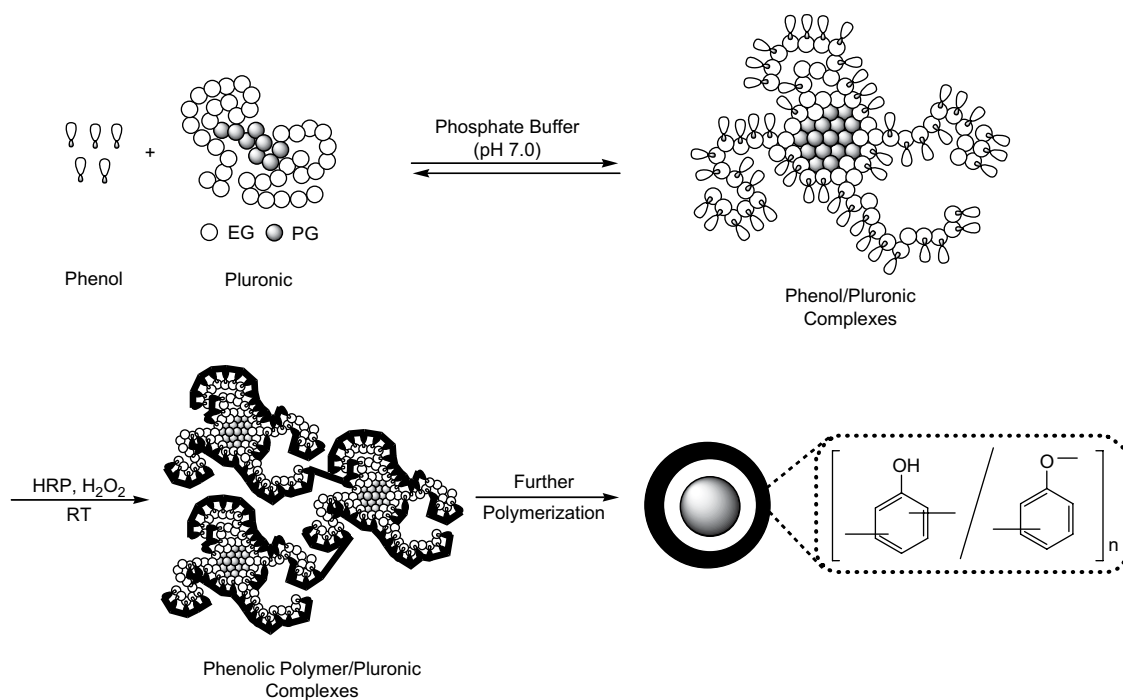 Phosphate Buffer
(pH 7.0)
+
EG PG
Phenol
Pluronic
Phenol/Pluronic
Complexes
HRP, H₂O₂
RT
Further
Polymerization
OH
O
n
Phenolic Polymer/Pluronic
Complexes